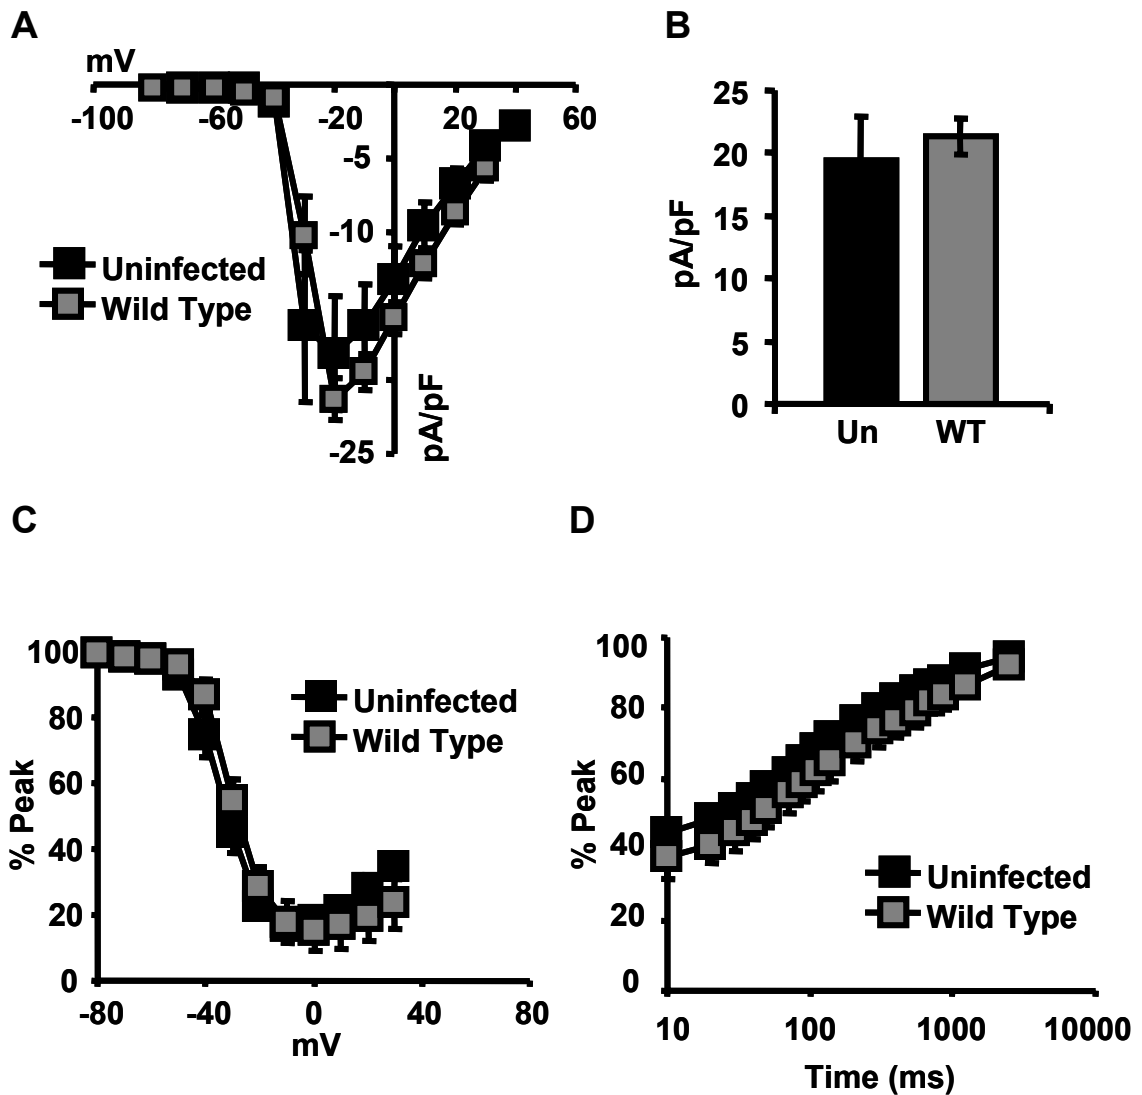 A
mV
-100 -60 -20 20 60
-5
-10
Uninfected
Wild Type
-25
pA/pF
B
25
20
15
10
5
0
pA/pF
Un WT
C
100
80
60
40
20
0
% Peak
Uninfected
Wild Type
-80 -40 0 40 80
mV
D
100
80
60
40
20
0
% Peak
Uninfected
Wild Type
10 100 1000 10000
Time (ms)